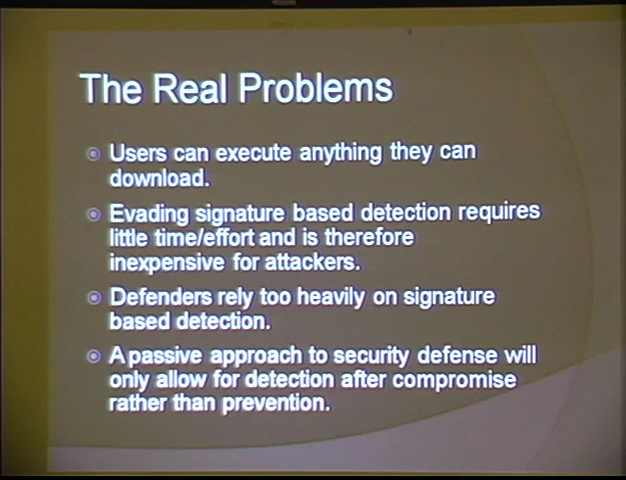 The Real Problems
Users can execute anything they can
download.
Evading signature based detection requires
little time/effort and is therefore
inexpensive for attackers.
Defenders rely too heavily on signature
based detection.
A passive approach to security defense will
only allow for detection after compromise
rather than prevention.